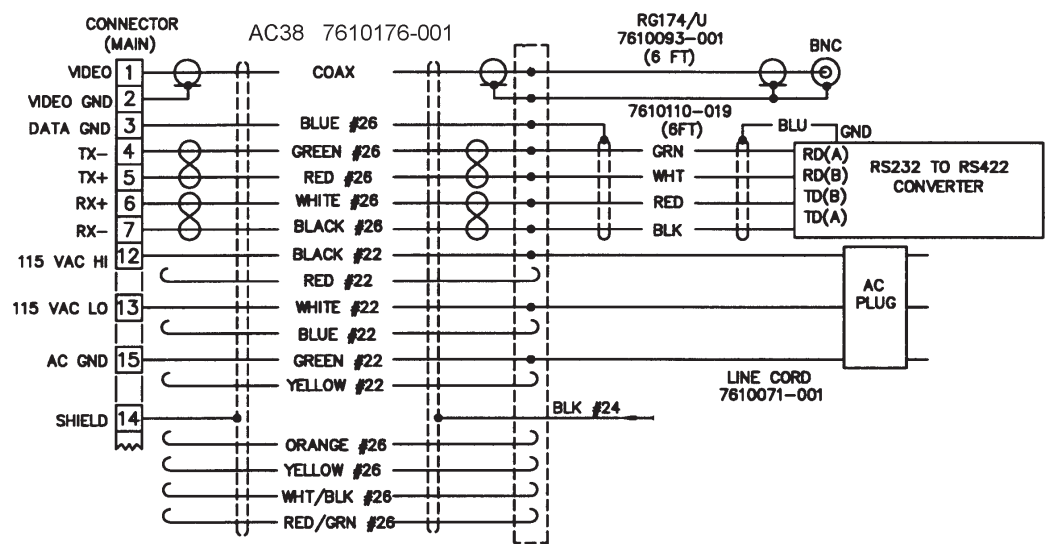 CONNECTOR
(MAIN)
AC38 7610176-001
RG174/U
7610093-001
(6 FT)
BNC
VIDEO 1 COAX
VIDEO GND 2
7610110-019
(6FT)
DATA GND 3 BLUE #26 BLU GND
TX- 4 GREEN #26 GRN RD(A)
TX+ 5 RED #26 WHT RD(B)
RX+ 6 WHITE #26 RED TD(B)
RX- 7 BLACK #26 BLK TD(A)
RS232 TO RS422
CONVERTER
115 VAC HI 12 BLACK #22
RED #22
AC
PLUG
115 VAC LO 13 WHITE #22
BLUE #22
AC GND 15 GREEN #22
YELLOW #22
LINE CORD
7610071-001
SHIELD 14 BLK #24
ORANGE #26
YELLOW #26
WHT/BLK #26
RED/GRN #26